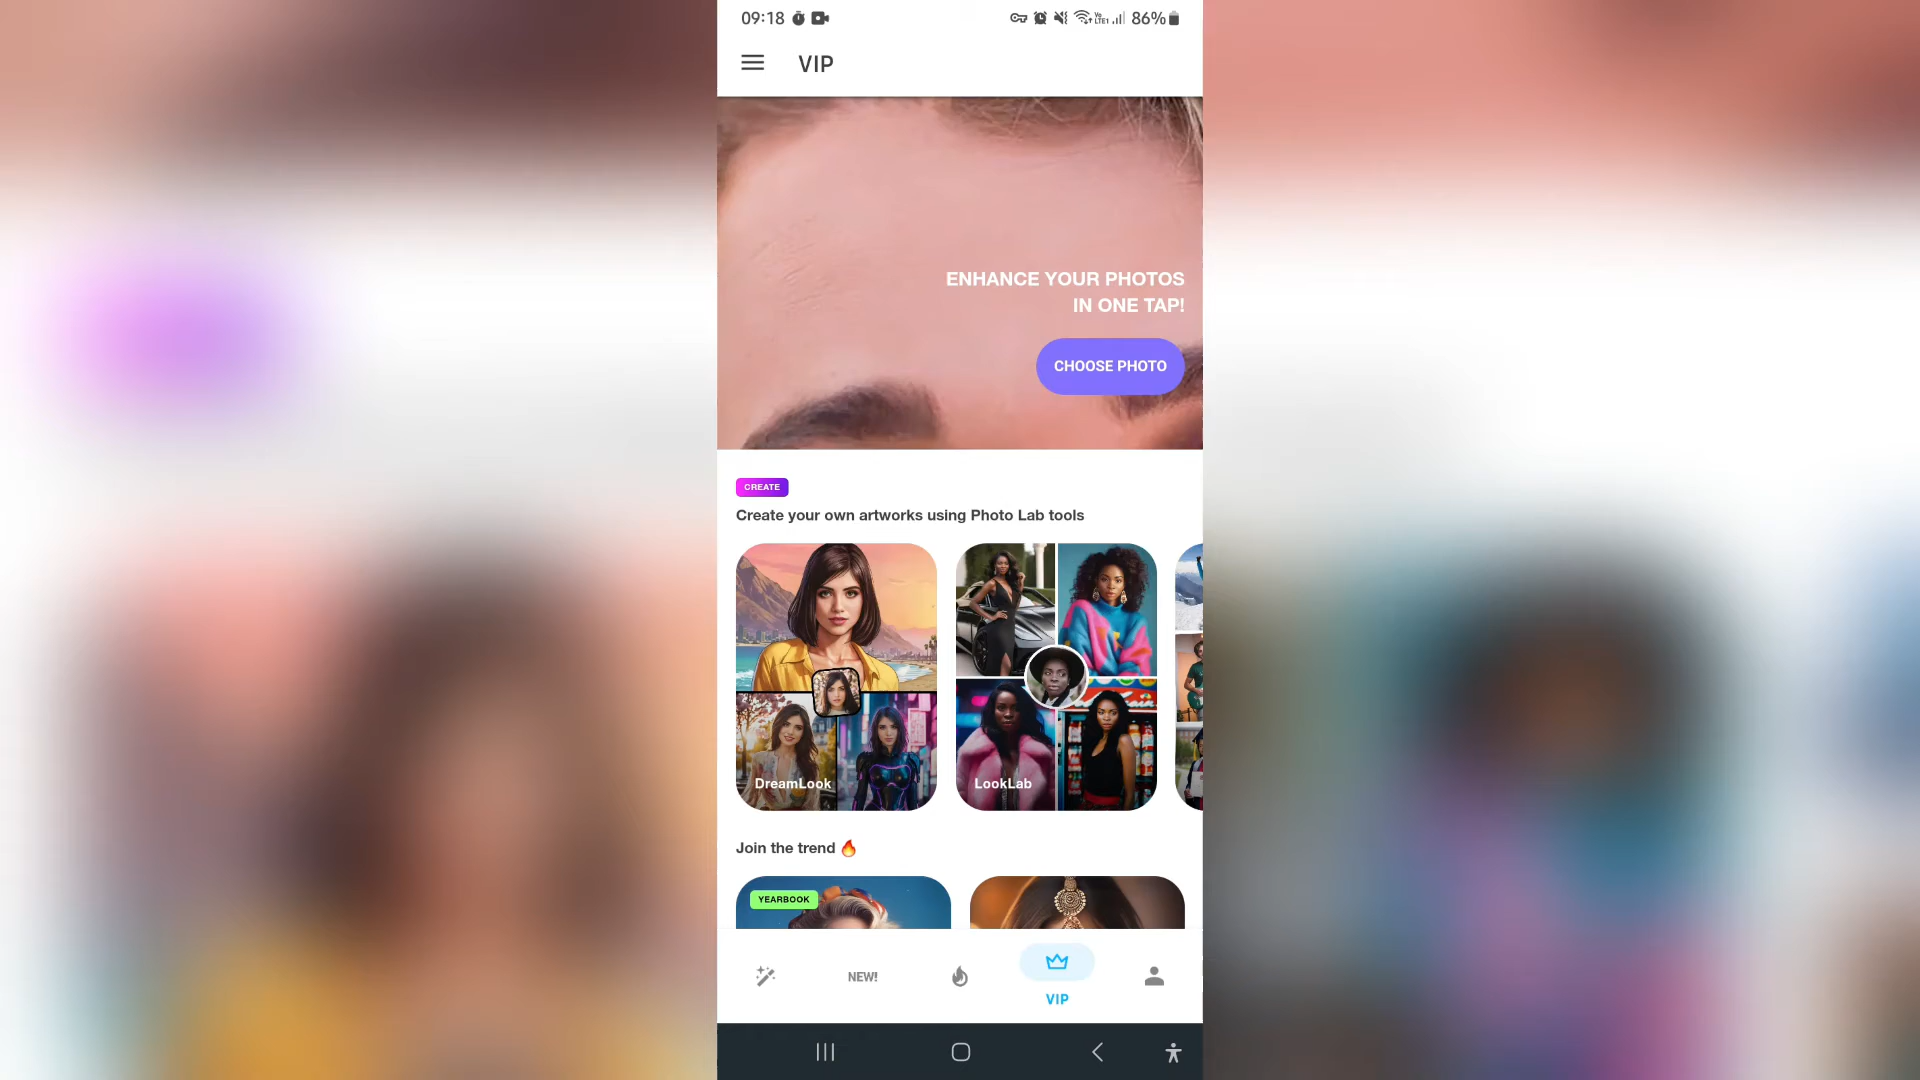 09:18
86%
VIP
ENHANCE YOUR PHOTOS
IN ONE TAP!
CHOOSE PHOTO
CREATE
Create your own artworks using Photo Lab tools
DreamLook
LookLab
Join the trend 🔥
YEARBOOK
NEW!
VIP